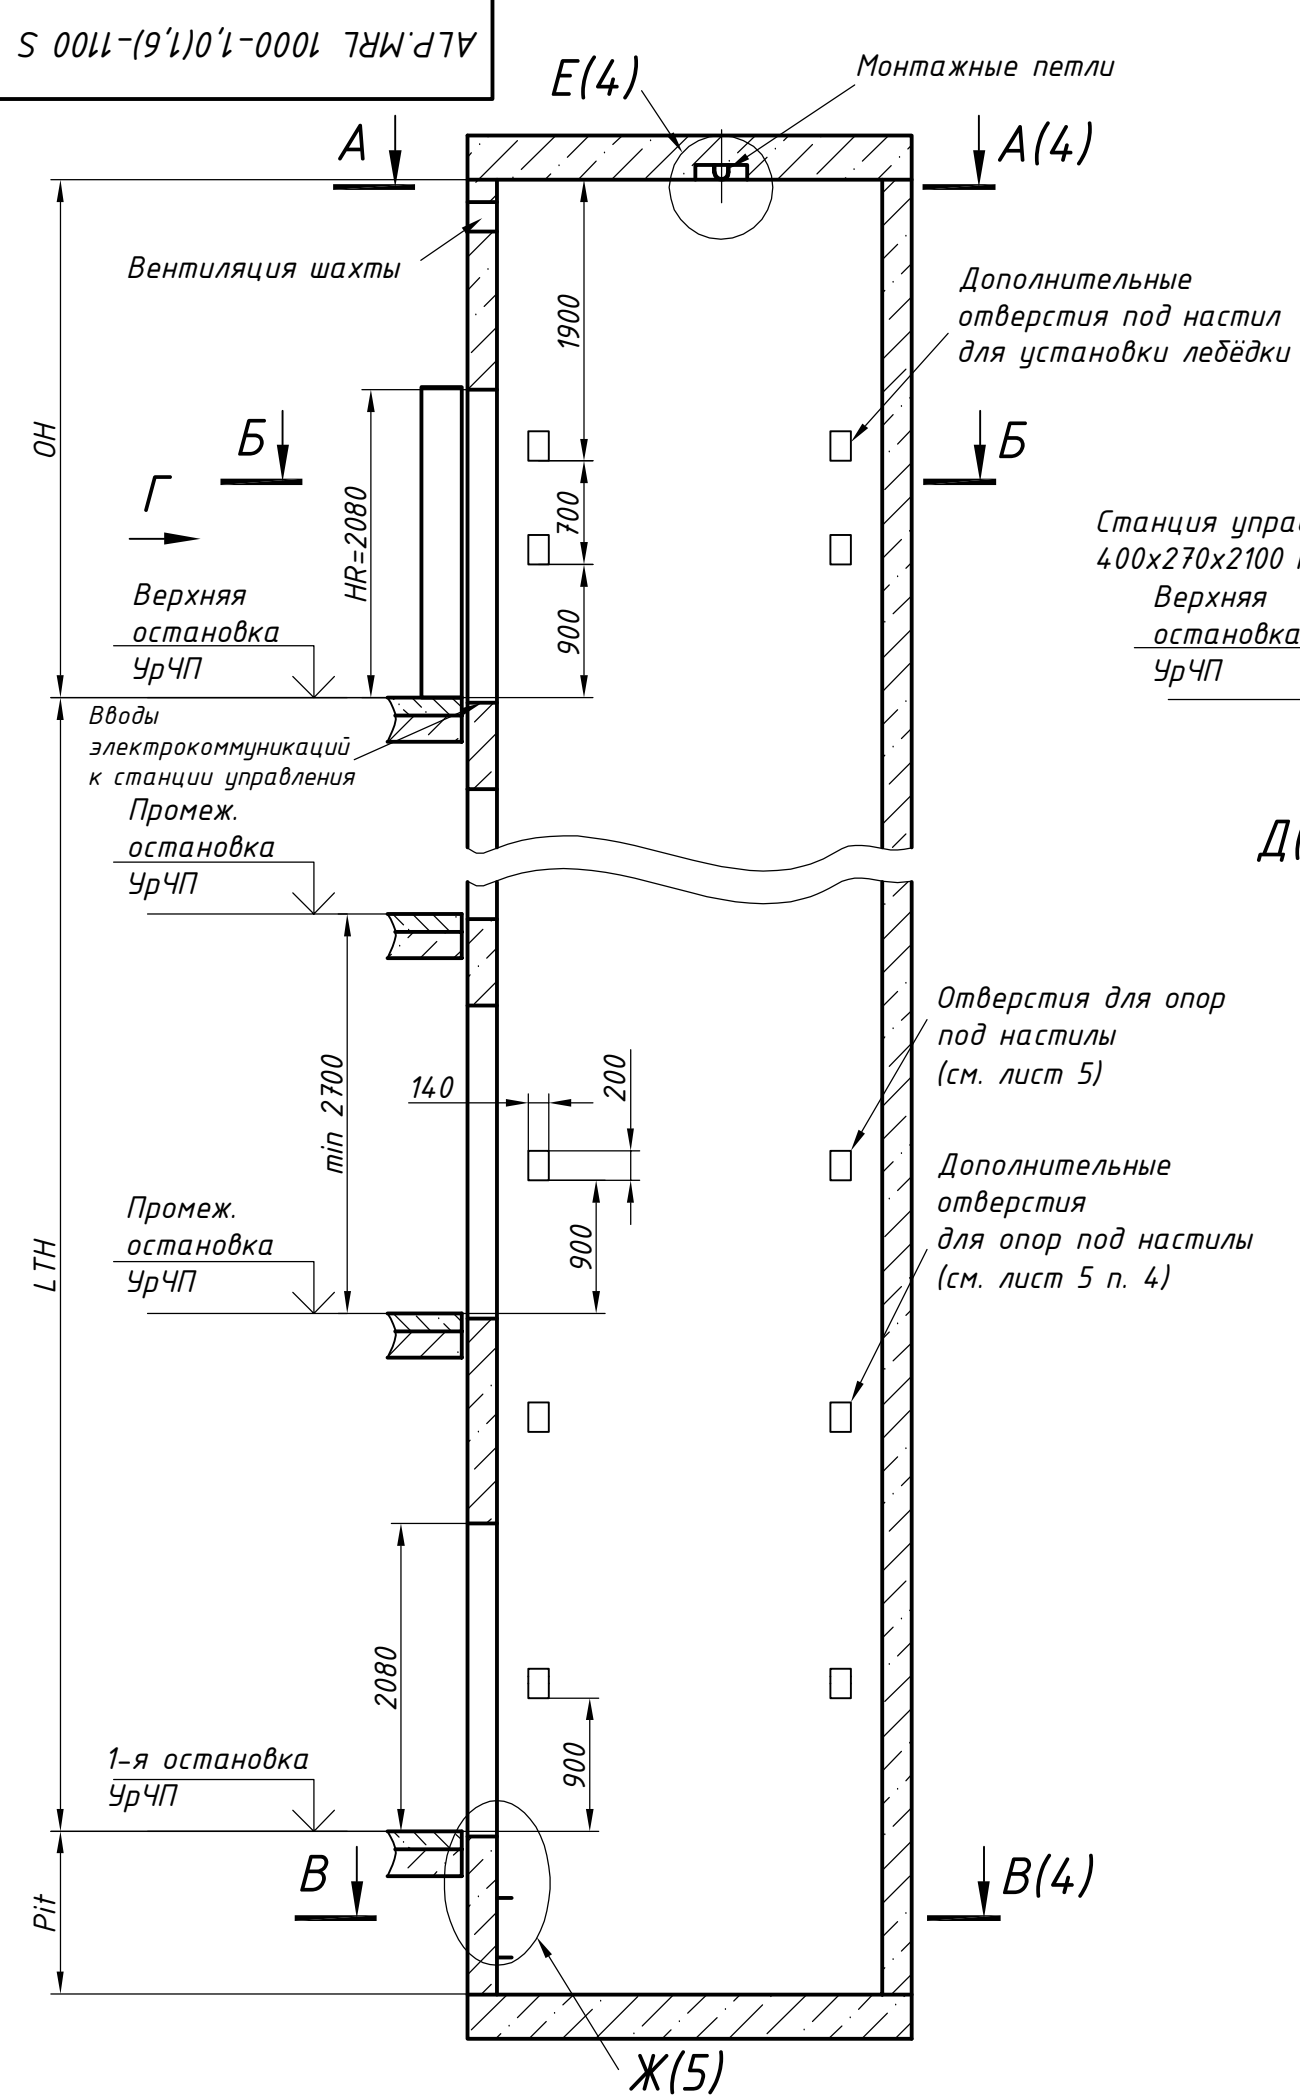 ALP.MRL 1000-1,0(1,6)-1100 S
Е(4)
Монтажные петли
А
А(4)
Вентиляция шахты
1900
Дополнительные
отверстия под настил
для установки лебёдки
ОН
Б
Б
Г
HR=2080
700
900
Верхняя
остановка
УрЧП
Станция упра
400х270х2100
Верхняя
остановка
УрЧП
Вводы
электрокоммуникаций
к станции управления
Промеж.
остановка
УрЧП
Д(
min 2700
140
200
900
Отверстия для опор
под настилы
(см. лист 5)
Дополнительные
отверстия
для опор под настилы
(см. лист 5 п. 4)
Промеж.
остановка
УрЧП
LTH
2080
900
1-я остановка
УрЧП
В
В(4)
Pit
Ж(5)